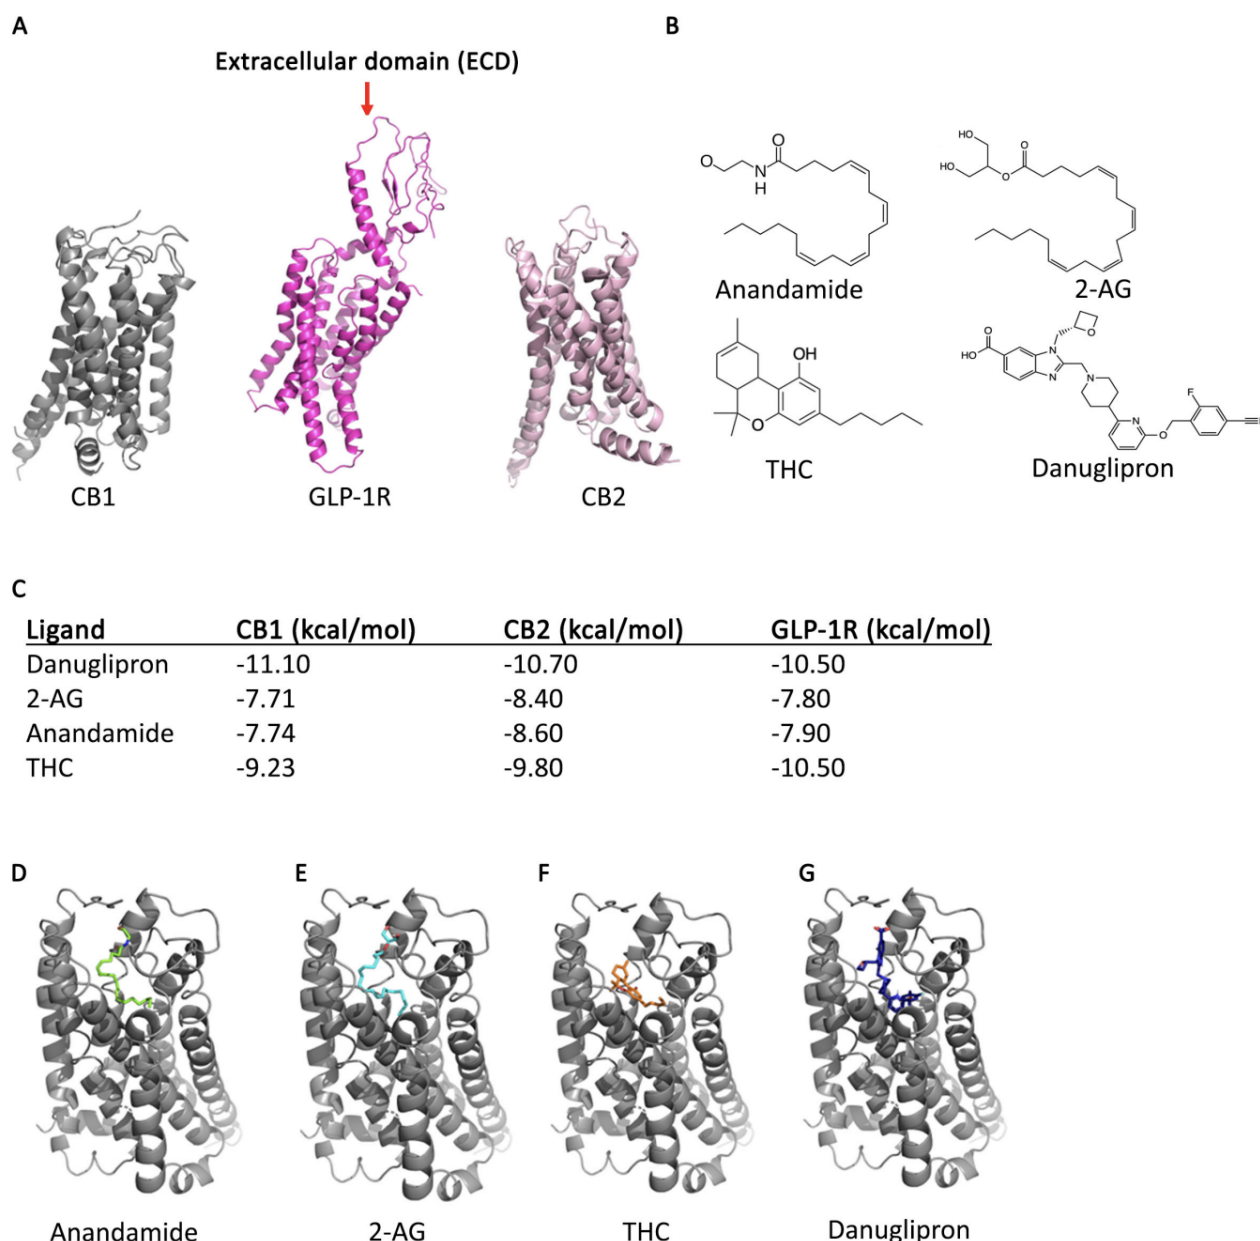 A
B
Extracellular domain (ECD)
CB1
GLP-1R
CB2
O
N
H
O
Anandamide
HO
HO
O
O
2-AG
OH
O
THC
O
HO
N
N
O
N
N
O
F
Danuglipron
C
Ligand CB1 (kcal/mol) CB2 (kcal/mol) GLP-1R (kcal/mol)
Danuglipron -11.10 -10.70 -10.50
2-AG -7.71 -8.40 -7.80
Anandamide -7.74 -8.60 -7.90
THC -9.23 -9.80 -10.50
D
E
F
G
Anandamide
2-AG
THC
Danuglipron